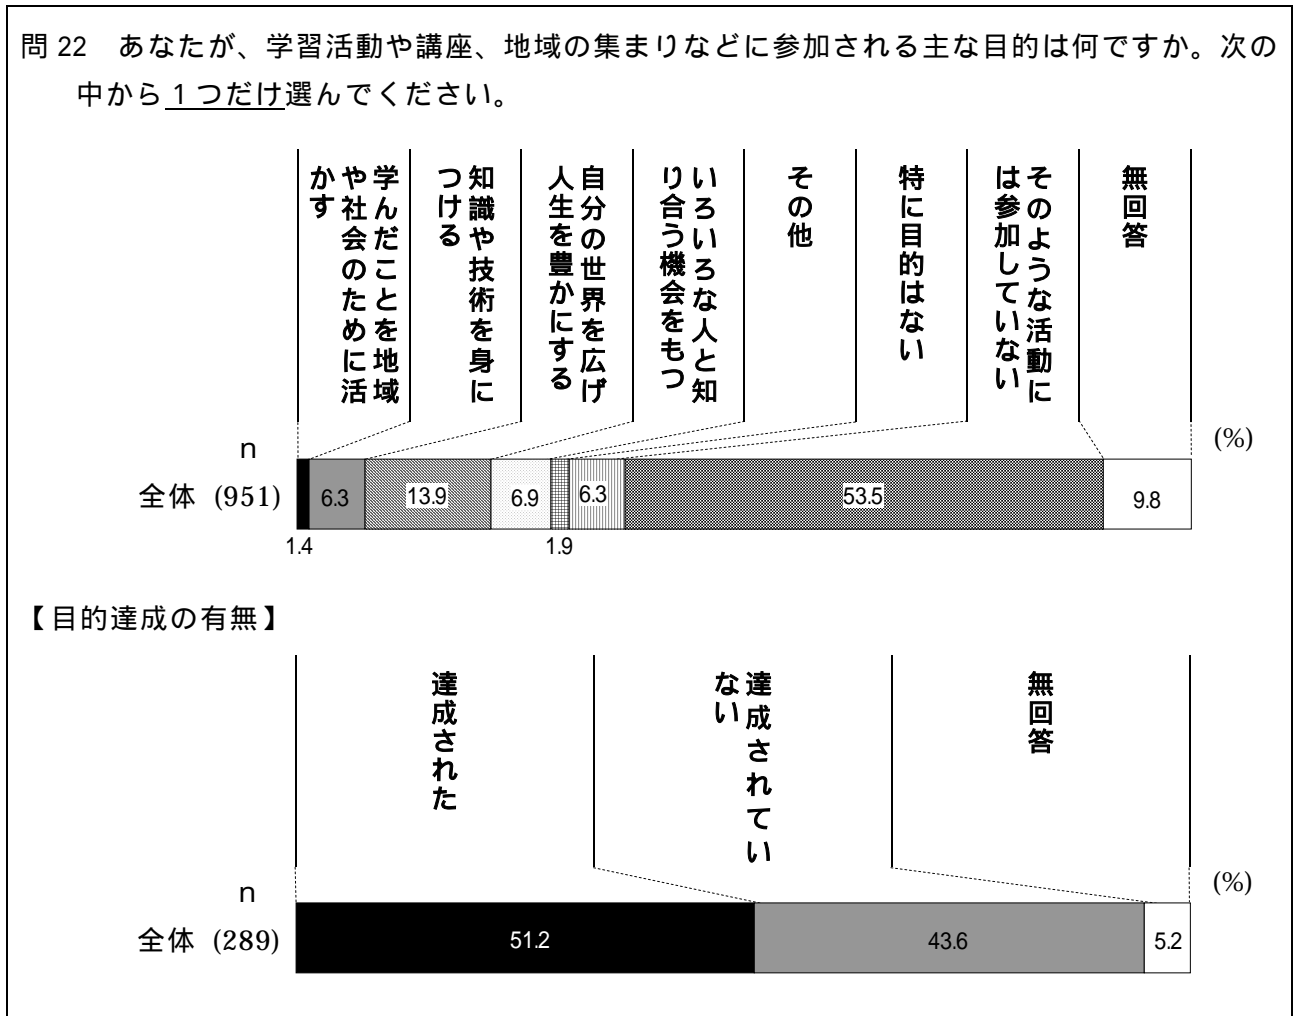 問 22　あなたが、学習活動や講座、地域の集まりなどに参加される主な目的は何ですか。次の
中から 1 つだけ選んでください。
学んだことを地域
や社会のために活
かす
知識や技術を身に
つける
自分の世界を広げ
人生を豊かにする
いろいろな人と知
り合う機会をもつ
その他
特に目的はない
そのような活動に
は参加していない
無回答
(%)
n
全体 (951)
6.3
13.9
6.9
6.3
53.5
9.8
1.4
1.9
【目的達成の有無】
達成された
達成されてい
ない
無回答
(%)
n
全体 (289)
51.2
43.6
5.2